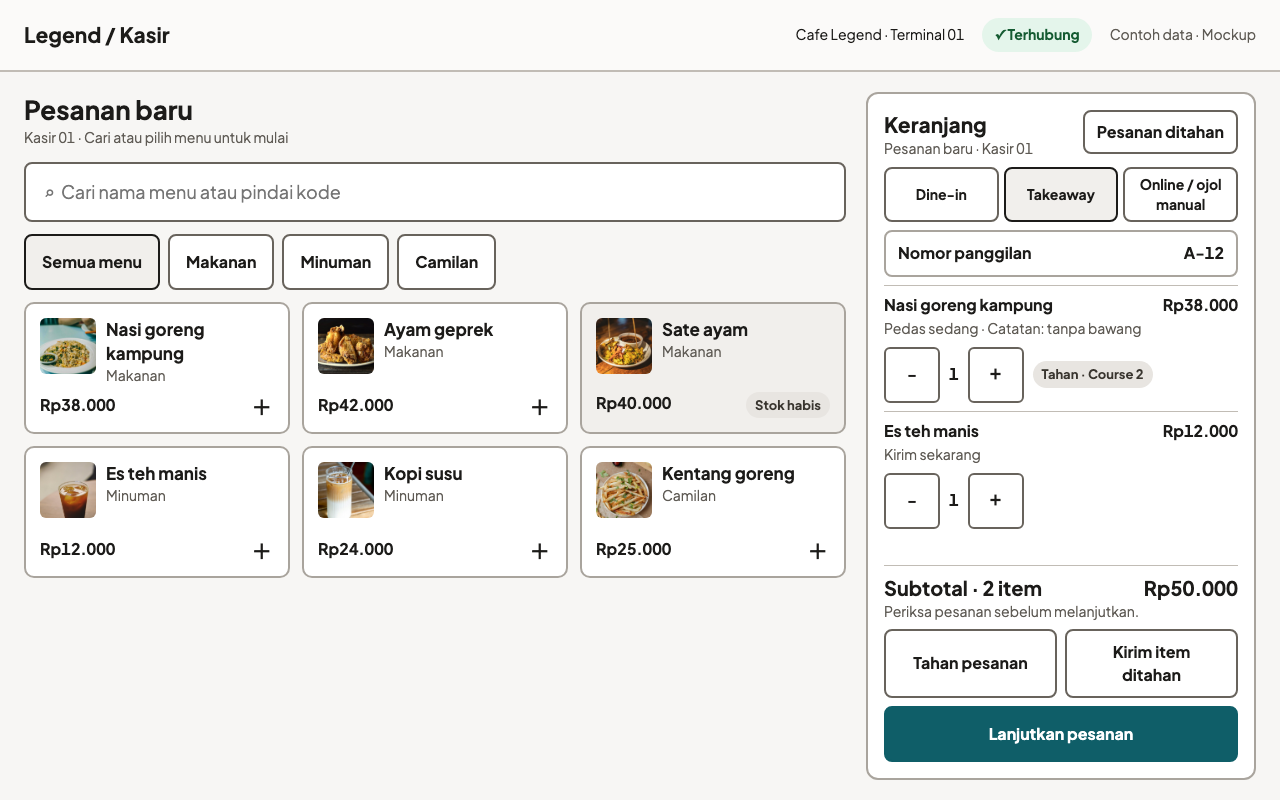 Legend / Kasir
Cafe Legend · Terminal 01
✓Terhubung
Contoh data · Mockup
Pesanan baru
Kasir 01 · Cari atau pilih menu untuk mulai
Cari nama menu atau pindai kode
Semua menu
Makanan
Minuman
Camilan
Nasi goreng
kampung
Makanan
Rp38.000
+
Ayam geprek
Makanan
Rp42.000
+
Sate ayam
Makanan
Rp40.000
Stok habis
Es teh manis
Minuman
Rp12.000
+
Kopi susu
Minuman
Rp24.000
+
Kentang goreng
Camilan
Rp25.000
+
Keranjang
Pesanan baru · Kasir 01
Pesanan ditahan
Dine-in
Takeaway
Online / ojol
manual
Nomor panggilan
A-12
Nasi goreng kampung
Rp38.000
Pedas sedang · Catatan: tanpa bawang
- 1 +
Tahan · Course 2
Es teh manis
Rp12.000
Kirim sekarang
- 1 +
Subtotal · 2 item
Rp50.000
Periksa pesanan sebelum melanjutkan.
Tahan pesanan
Kirim item
ditahan
Lanjutkan pesanan